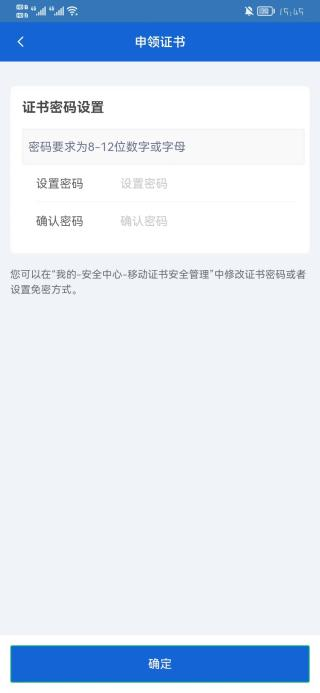 15:45
申领证书
证书密码设置
密码要求为8-12位数字或字母
设置密码 设置密码
确认密码 确认密码
您可以在“我的-安全中心-移动证书安全管理”中修改证书密码或者
设置免密方式。
确定